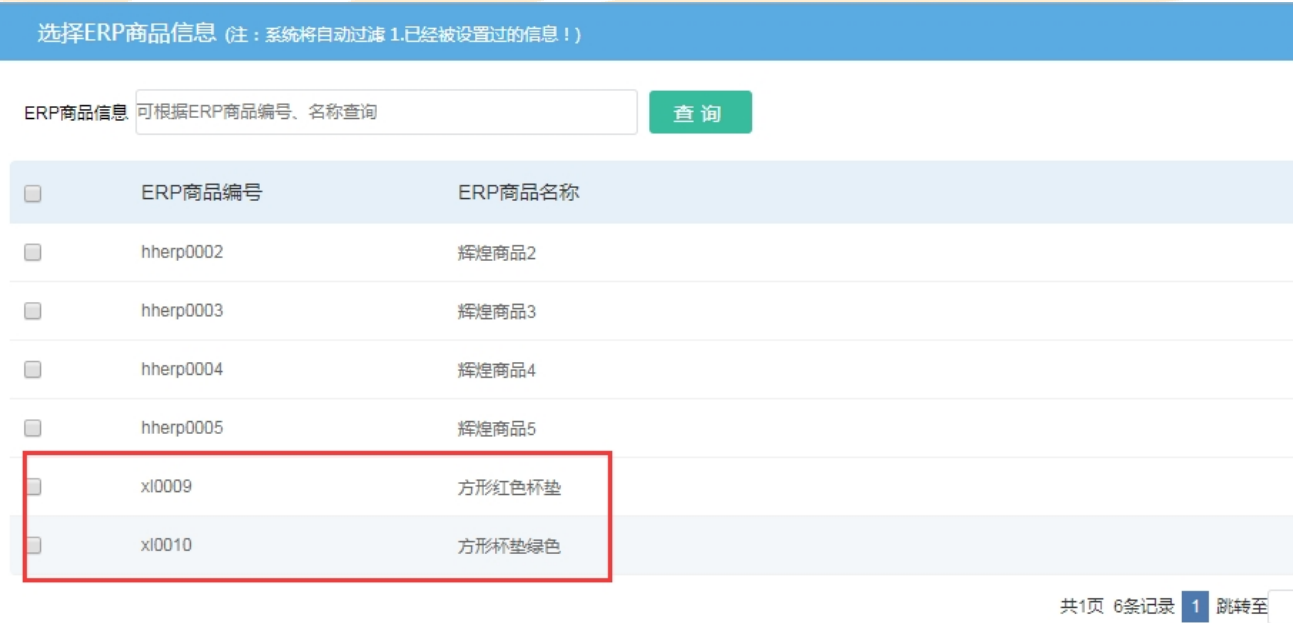 选择ERP商品信息 (注：系统将自动过滤 1.已经被设置过的信息！)
ERP商品信息 可根据ERP商品编号、名称查询 查 询
ERP商品编号 ERP商品名称
hherp0002 辉煌商品2
hherp0003 辉煌商品3
hherp0004 辉煌商品4
hherp0005 辉煌商品5
xl0009 方形红色杯垫
xl0010 方形杯垫绿色
共1页 6条记录 1 跳转至